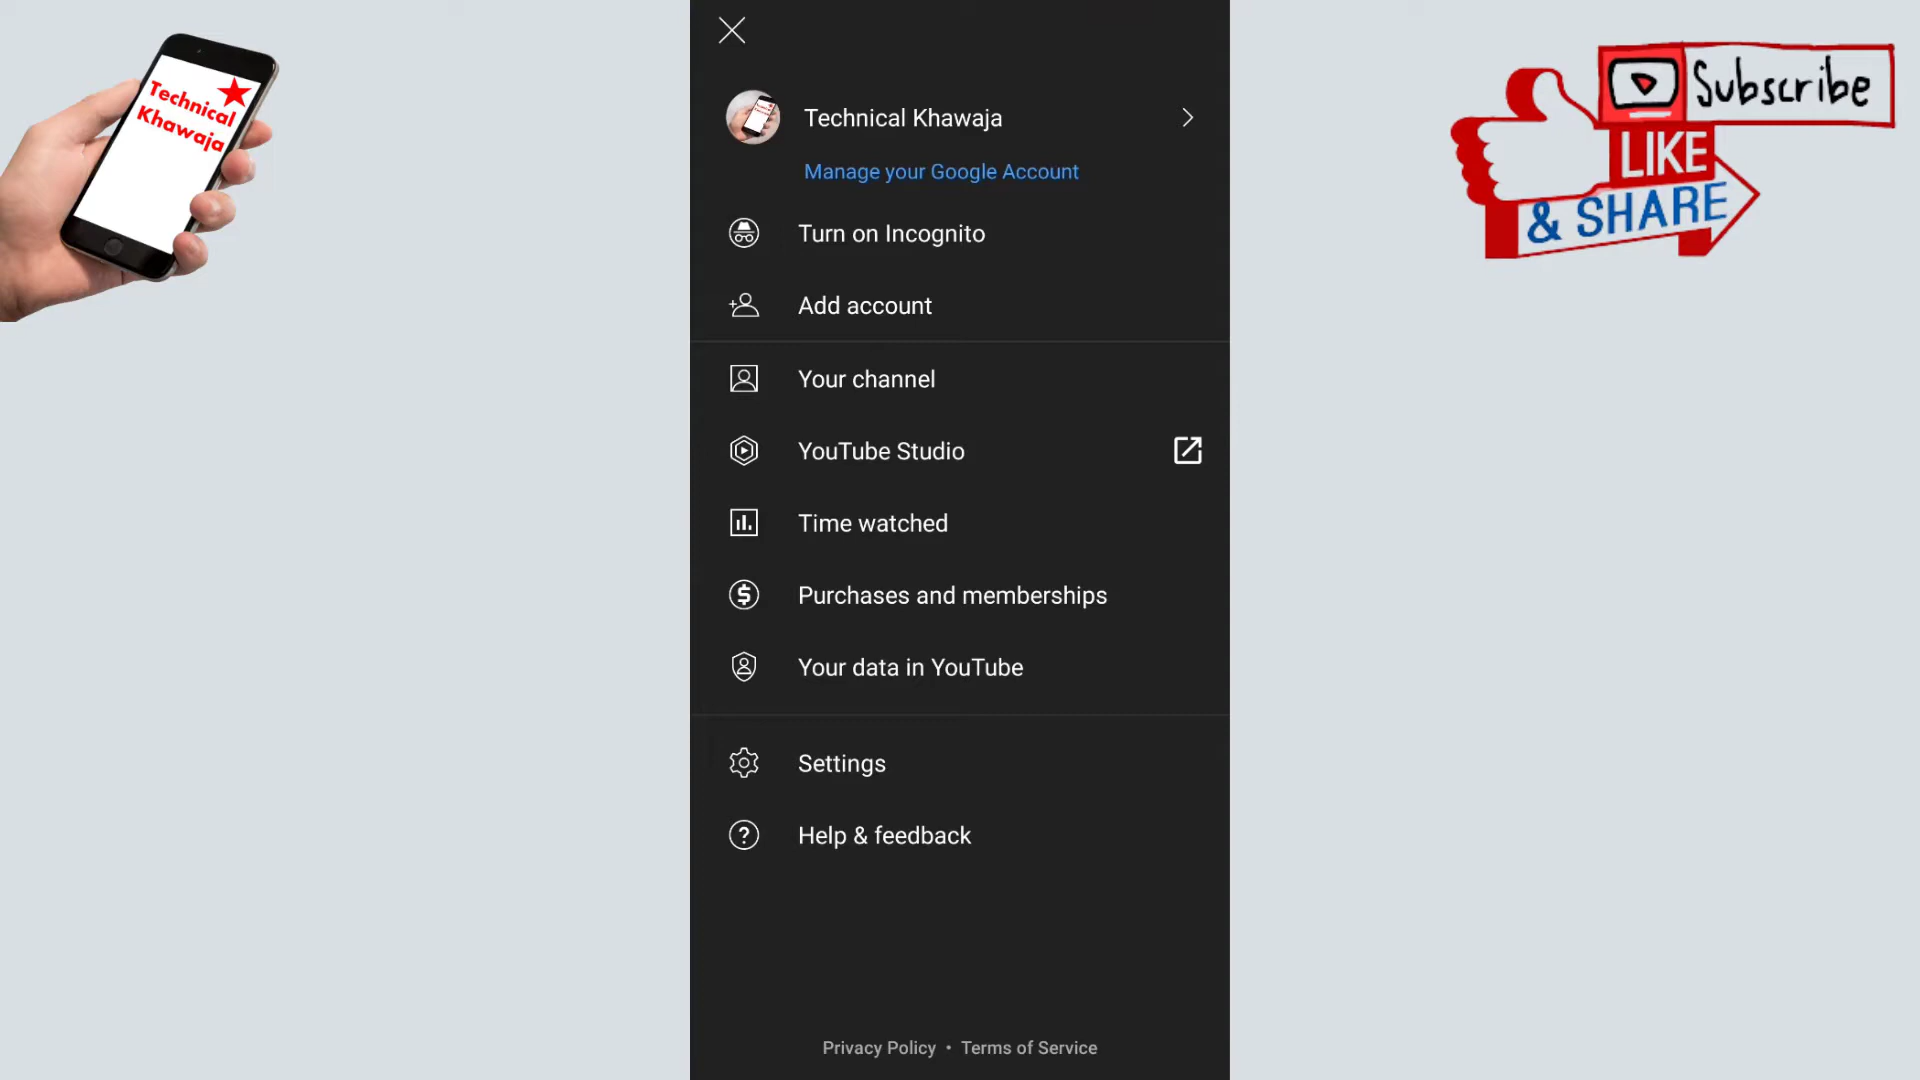 Technical
Khawaja
Subscribe
LIKE
& SHARE
Technical Khawaja
Manage your Google Account
Turn on Incognito
Add account
Your channel
YouTube Studio
Time watched
Purchases and memberships
Your data in YouTube
Settings
Help & feedback
Privacy Policy • Terms of Service